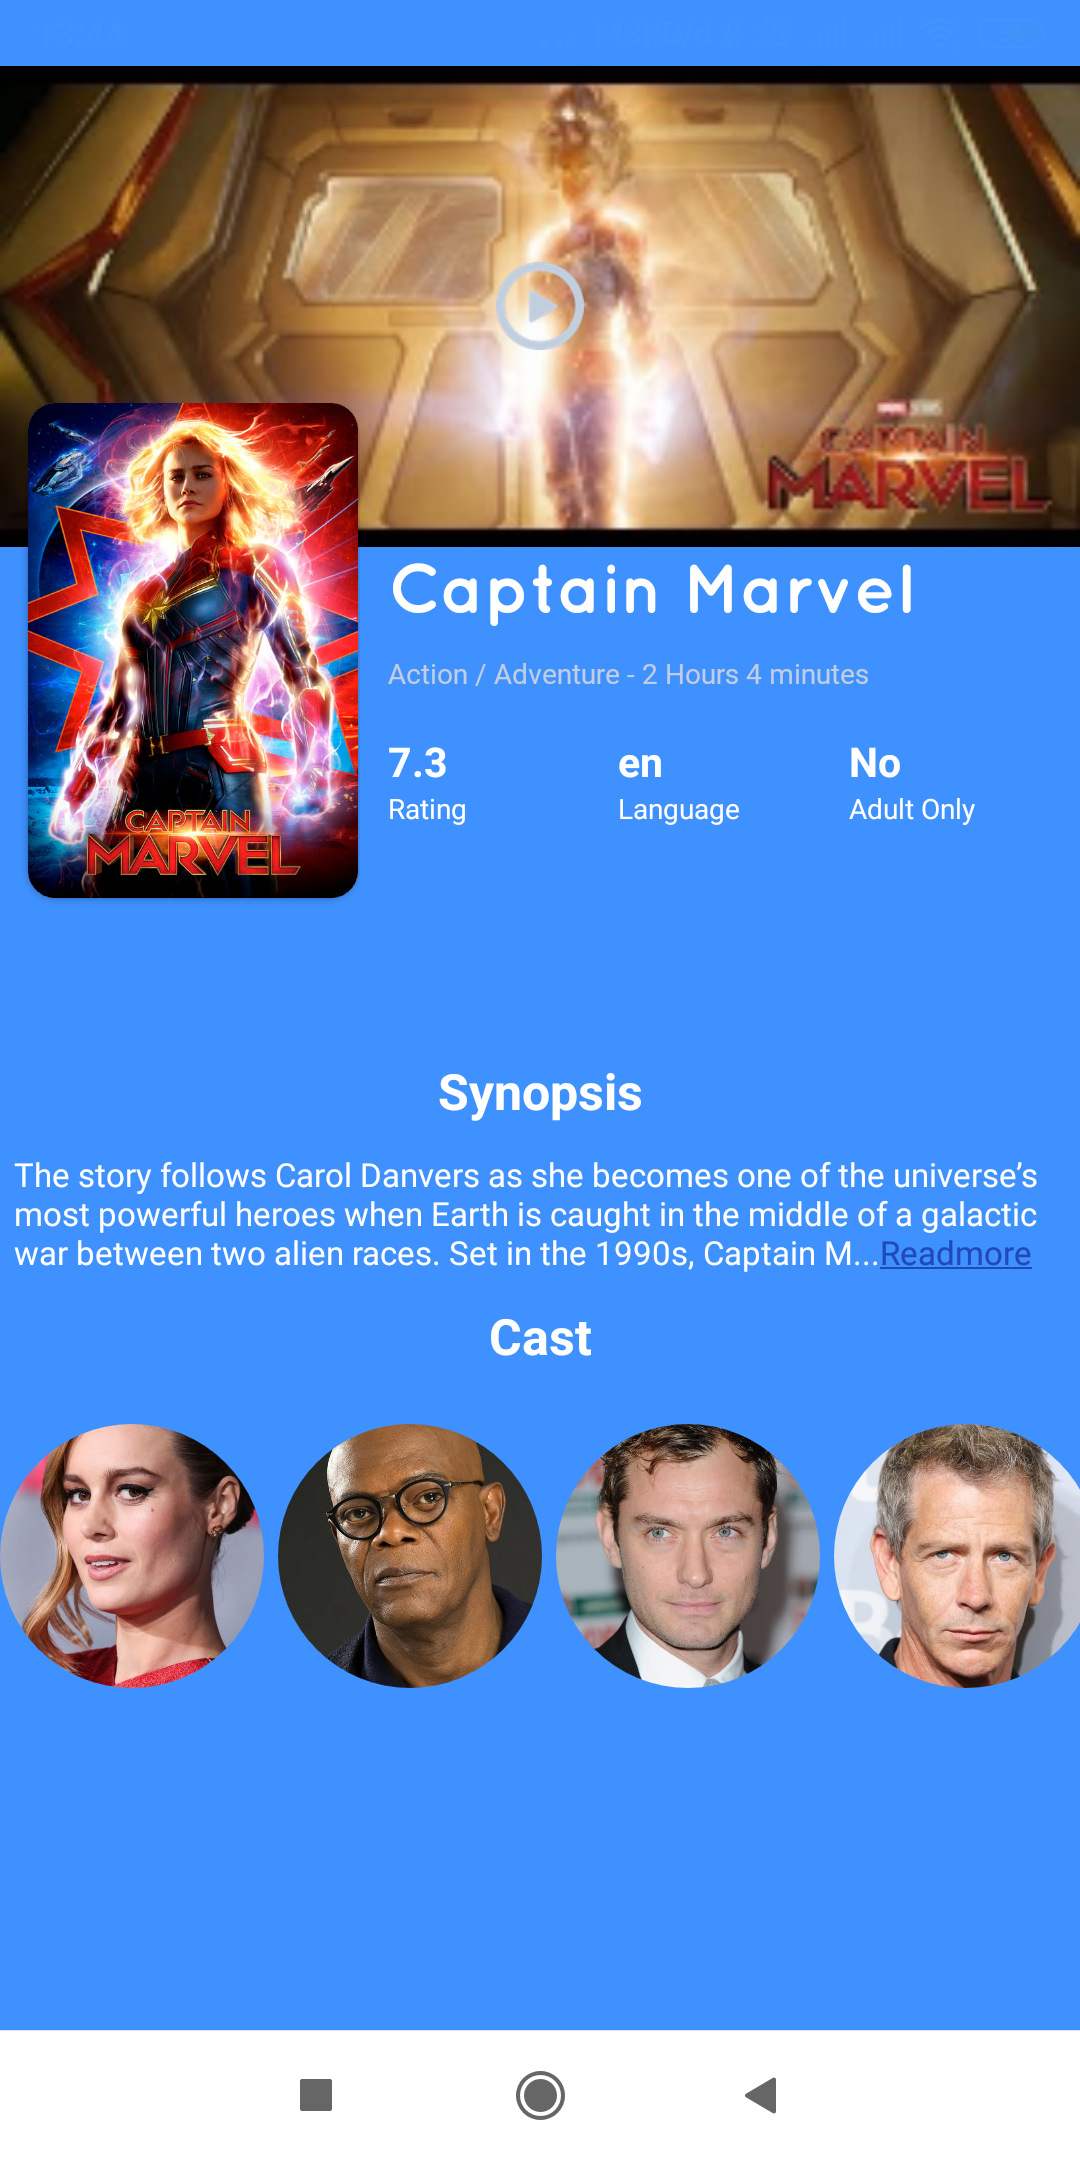 CAPTAIN
MARVEL
CAPTAIN
MARVEL
Captain Marvel
Action / Adventure - 2 Hours 4 minutes
7.3 en No
Rating Language Adult Only
Synopsis
The story follows Carol Danvers as she becomes one of the universe’s
most powerful heroes when Earth is caught in the middle of a galactic
war between two alien races. Set in the 1990s, Captain M...Readmore
Cast